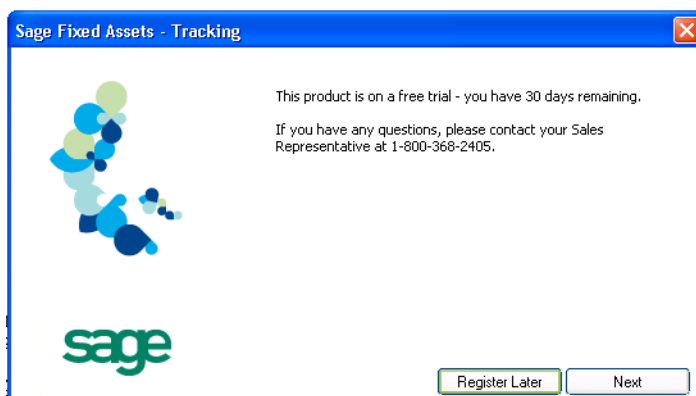 Sage Fixed Assets - Tracking
This product is on a free trial - you have 30 days remaining.
If you have any questions, please contact your Sales
Representative at 1-800-368-2405.
sage
Register Later
Next